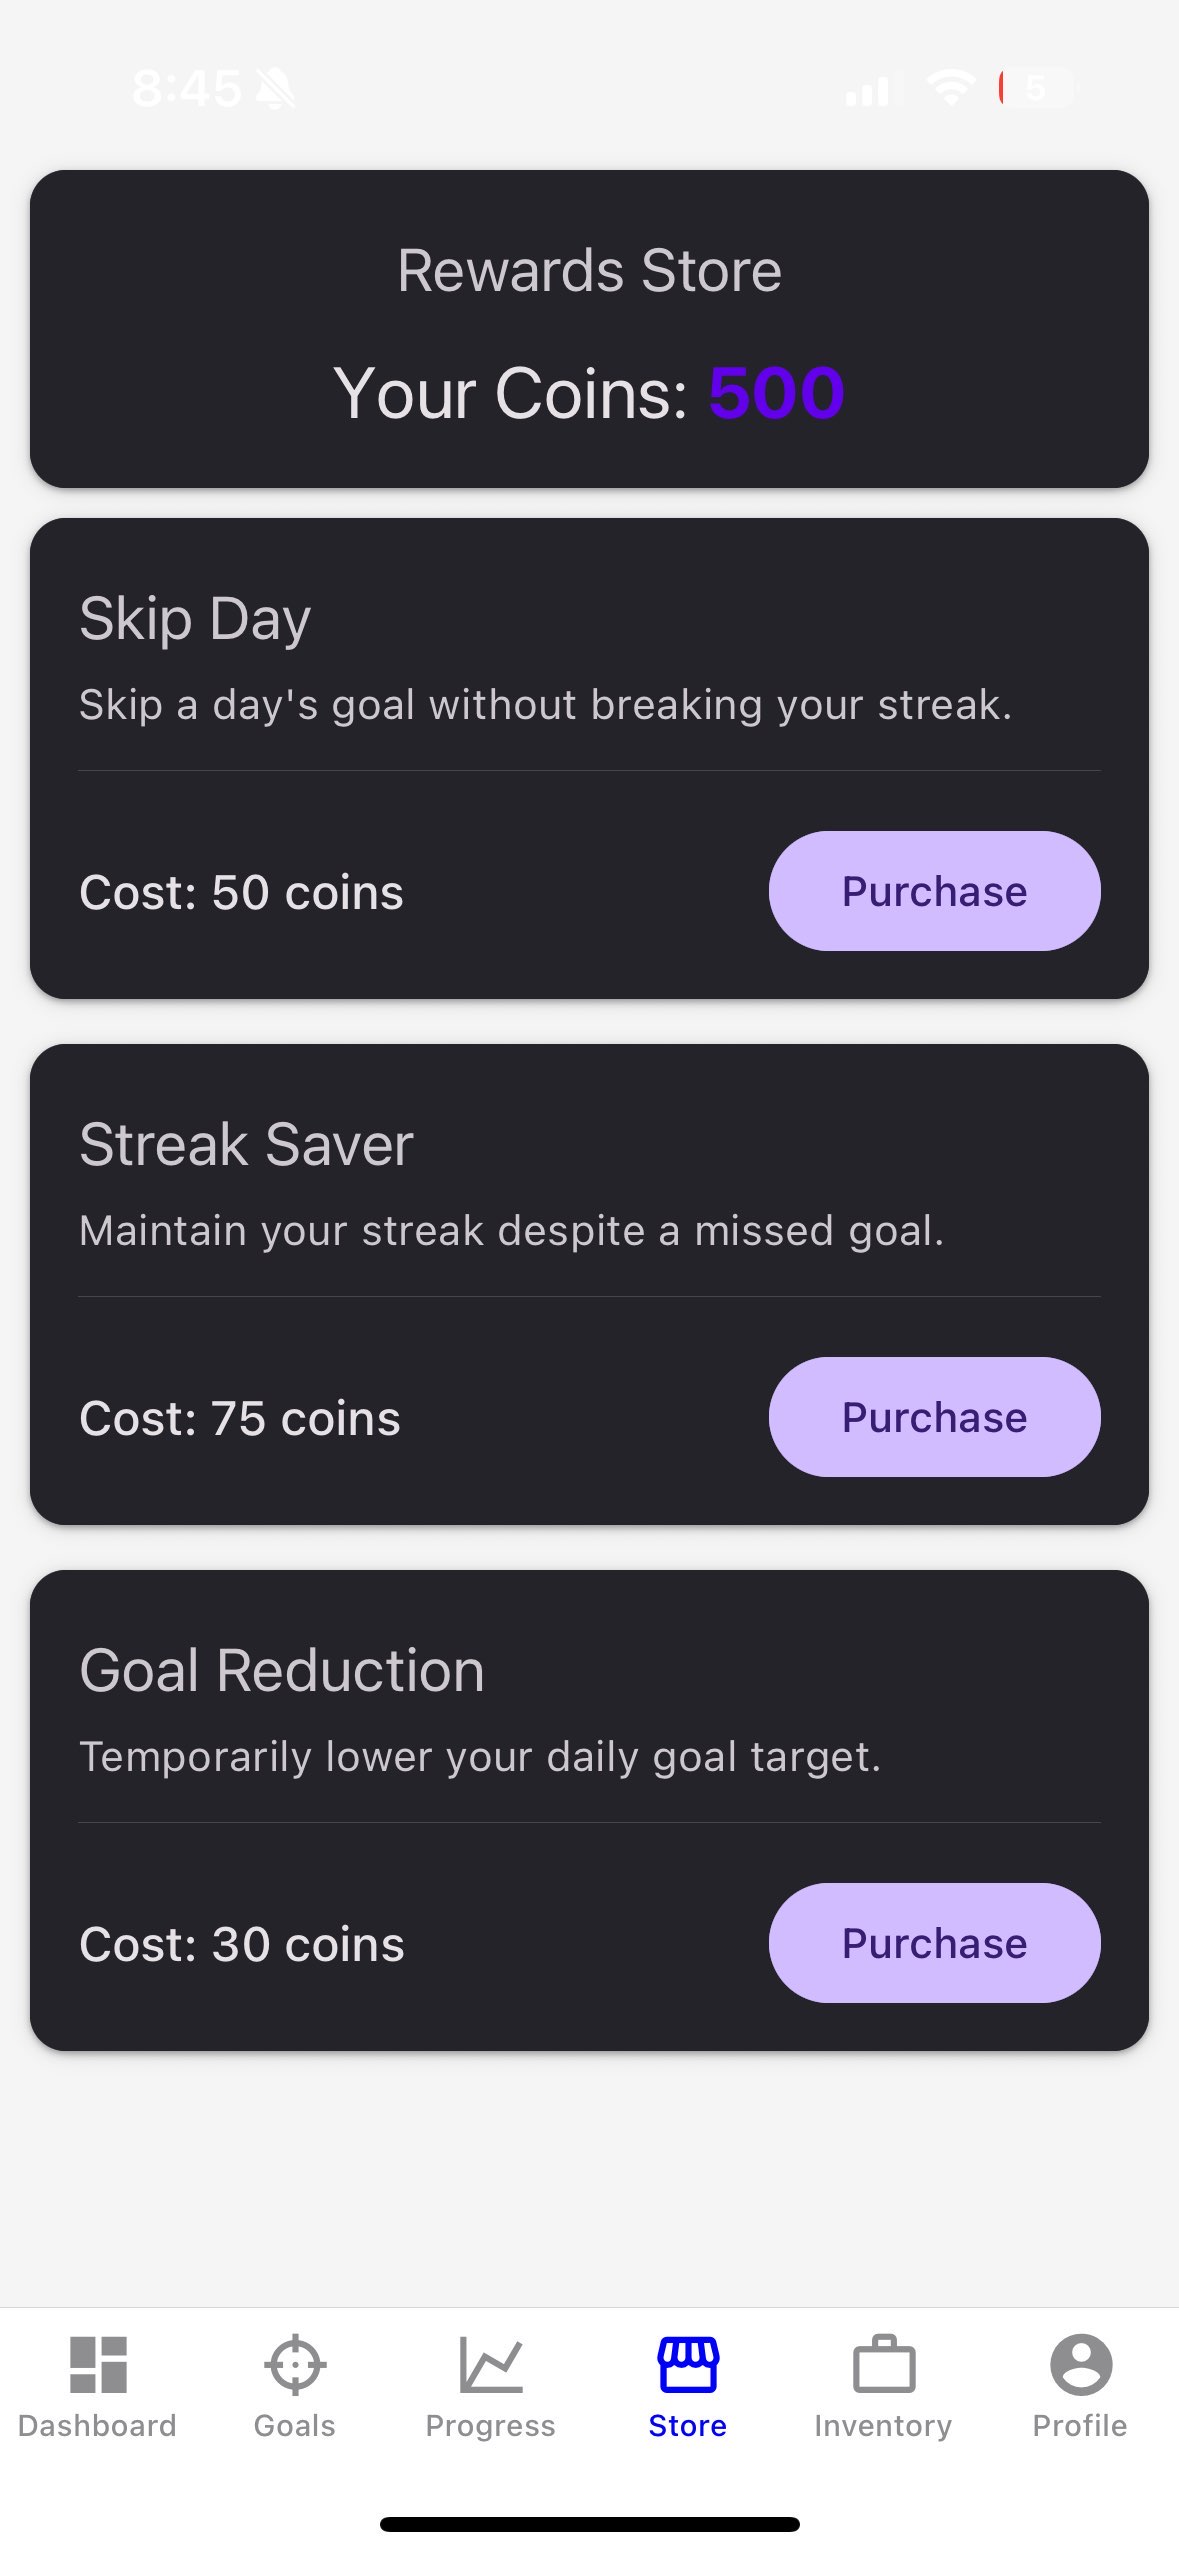 8:45
5
Rewards Store
Your Coins: 500
Skip Day
Skip a day's goal without breaking your streak.
Cost: 50 coins
Purchase
Streak Saver
Maintain your streak despite a missed goal.
Cost: 75 coins
Purchase
Goal Reduction
Temporarily lower your daily goal target.
Cost: 30 coins
Purchase
Dashboard
Goals
Progress
Store
Inventory
Profile